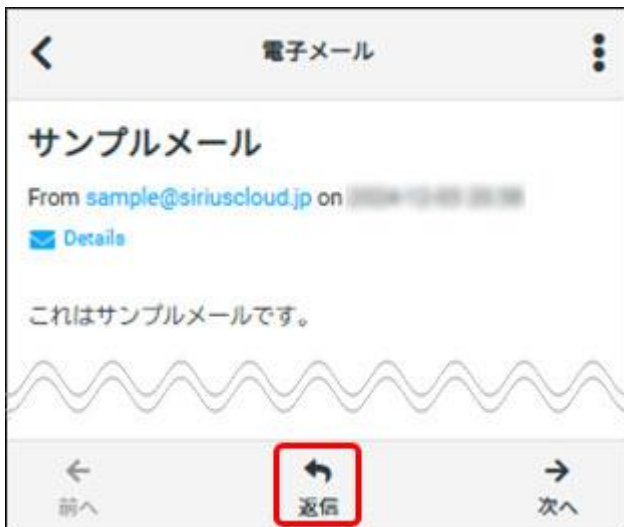 電子メール
サンプルメール
From sample@siriuscloud.jp on
Details
これはサンプルメールです。
前へ
返信
次へ